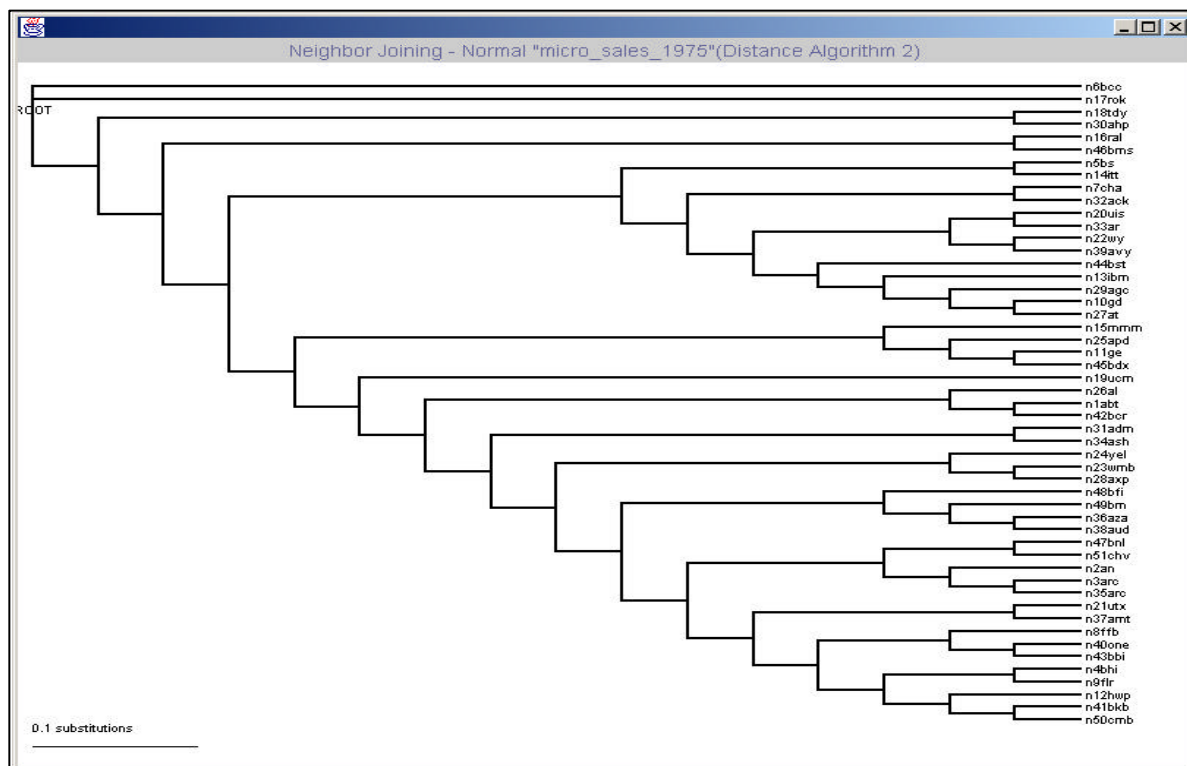 Neighbor Joining - Normal "micro_sales_1975"(Distance Algorithm 2)
n6bcc
n17rok
ROOT
n18tdy
n30ahp
n16ral
n46bms
n5bs
n14itt
n7cha
n32ack
n20uis
n33ar
n22wy
n39avy
n44bst
n13ibm
n29agc
n10gd
n27at
n15mmm
n25apd
n11ge
n45bdx
n19ucm
n26al
n1abt
n42bcr
n31adm
n34ash
n24yel
n23wmb
n28axp
n48bfi
n49bm
n36aza
n38aud
n47bnl
n51chv
n2an
n3arc
n35arc
n21utx
n37amt
n8ffb
n40one
n43bbi
n4bhi
n9flr
n12hwp
n41bkb
n50cmb
0.1 substitutions